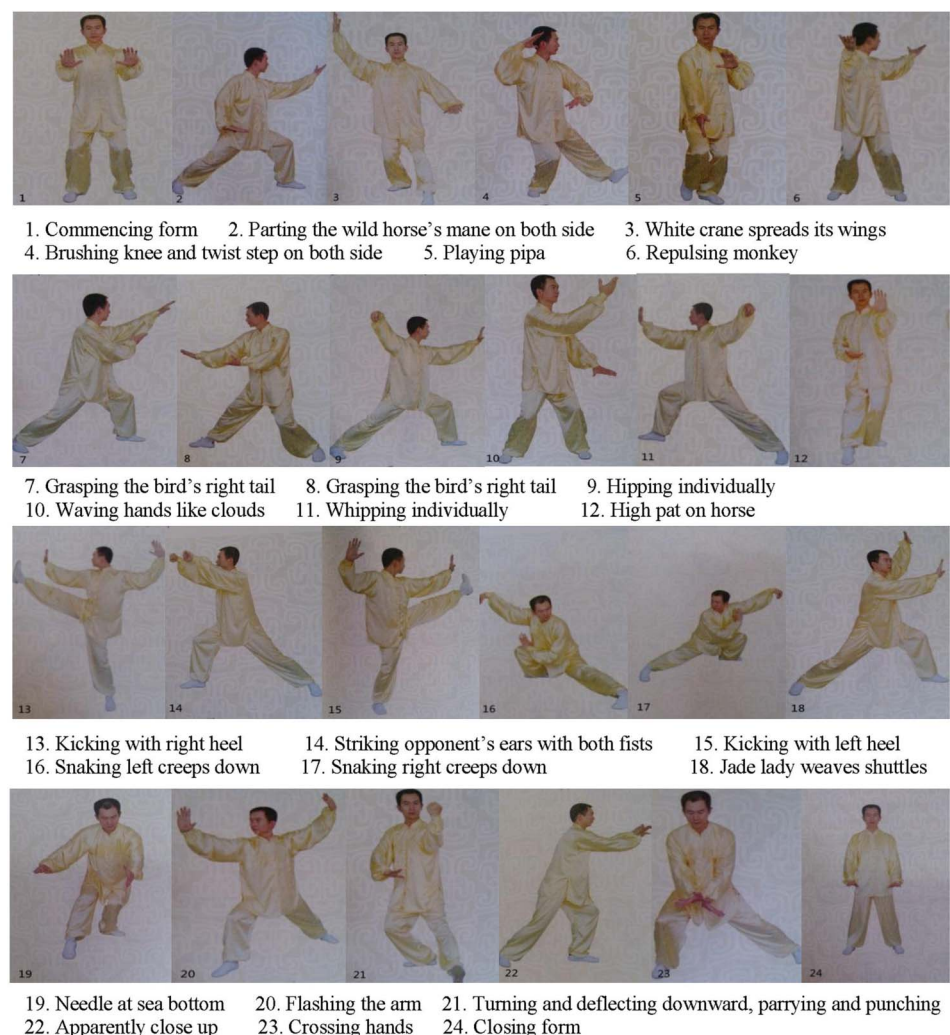 1 2 3 4 5 6
1. Commencing form 2. Parting the wild horse’s mane on both side 3. White crane spreads its wings
4. Brushing knee and twist step on both side 5. Playing pipa 6. Repulsing monkey
7 8 9 10 11 12
7. Grasping the bird’s right tail 8. Grasping the bird’s right tail 9. Hipping individually
10. Waving hands like clouds 11. Whipping individually 12. High pat on horse
13 14 15 16 17 18
13. Kicking with right heel 14. Striking opponent’s ears with both fists 15. Kicking with left heel
16. Snaking left creeps down 17. Snaking right creeps down 18. Jade lady weaves shuttles
19 20 21 22 23 24
19. Needle at sea bottom 20. Flashing the arm 21. Turning and deflecting downward, parrying and punching
22. Apparently close up 23. Crossing hands 24. Closing form